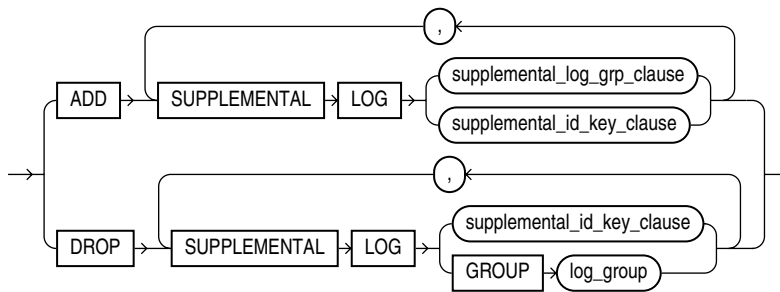 ,
ADD SUPPLEMENTAL LOG supplemental_log_grp_clause
supplemental_id_key_clause
,
DROP SUPPLEMENTAL LOG supplemental_id_key_clause
GROUP log_group